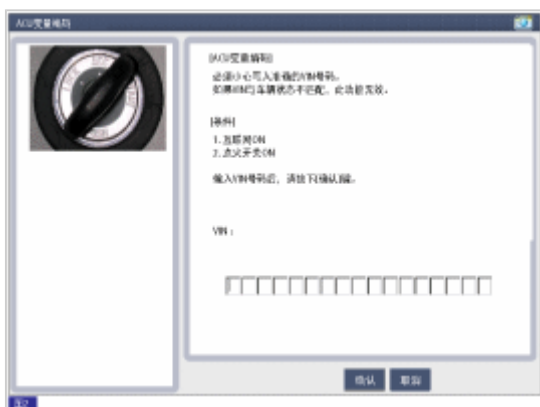 ACU变量编码
[ACU变量编码]
必须小心写入准确的VIN号码。
如果VIN与车辆状态不匹配，此功能无效。
[条件]
1.互联网ON
2.点火开关ON
输入VIN号码后，请按下[确认]键。
VIN：
确认
取消
图2